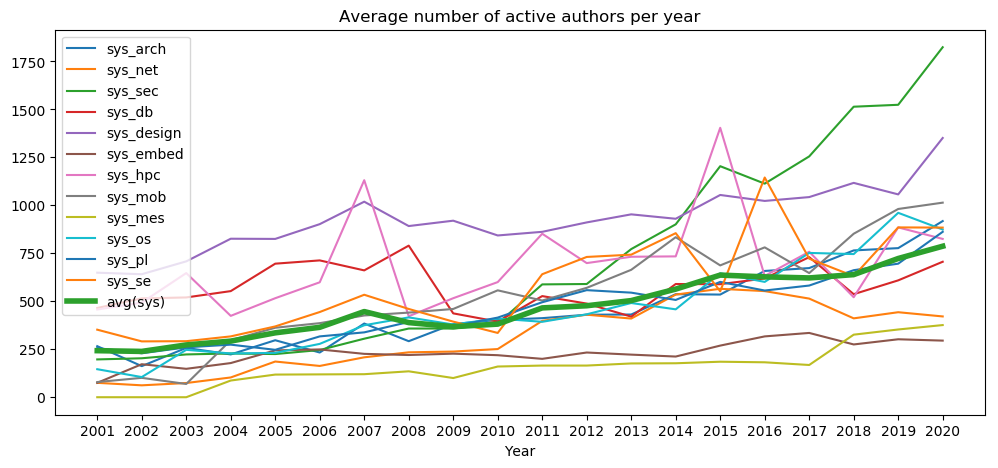 Average number of active authors per year
sys_arch
sys_net
sys_sec
sys_db
sys_design
sys_embed
sys_hpc
sys_mob
sys_mes
sys_os
sys_pl
sys_se
avg(sys)
1750
1500
1250
1000
750
500
250
0
2001 2002 2003 2004 2005 2006 2007 2008 2009 2010 2011 2012 2013 2014 2015 2016 2017 2018 2019 2020
Year